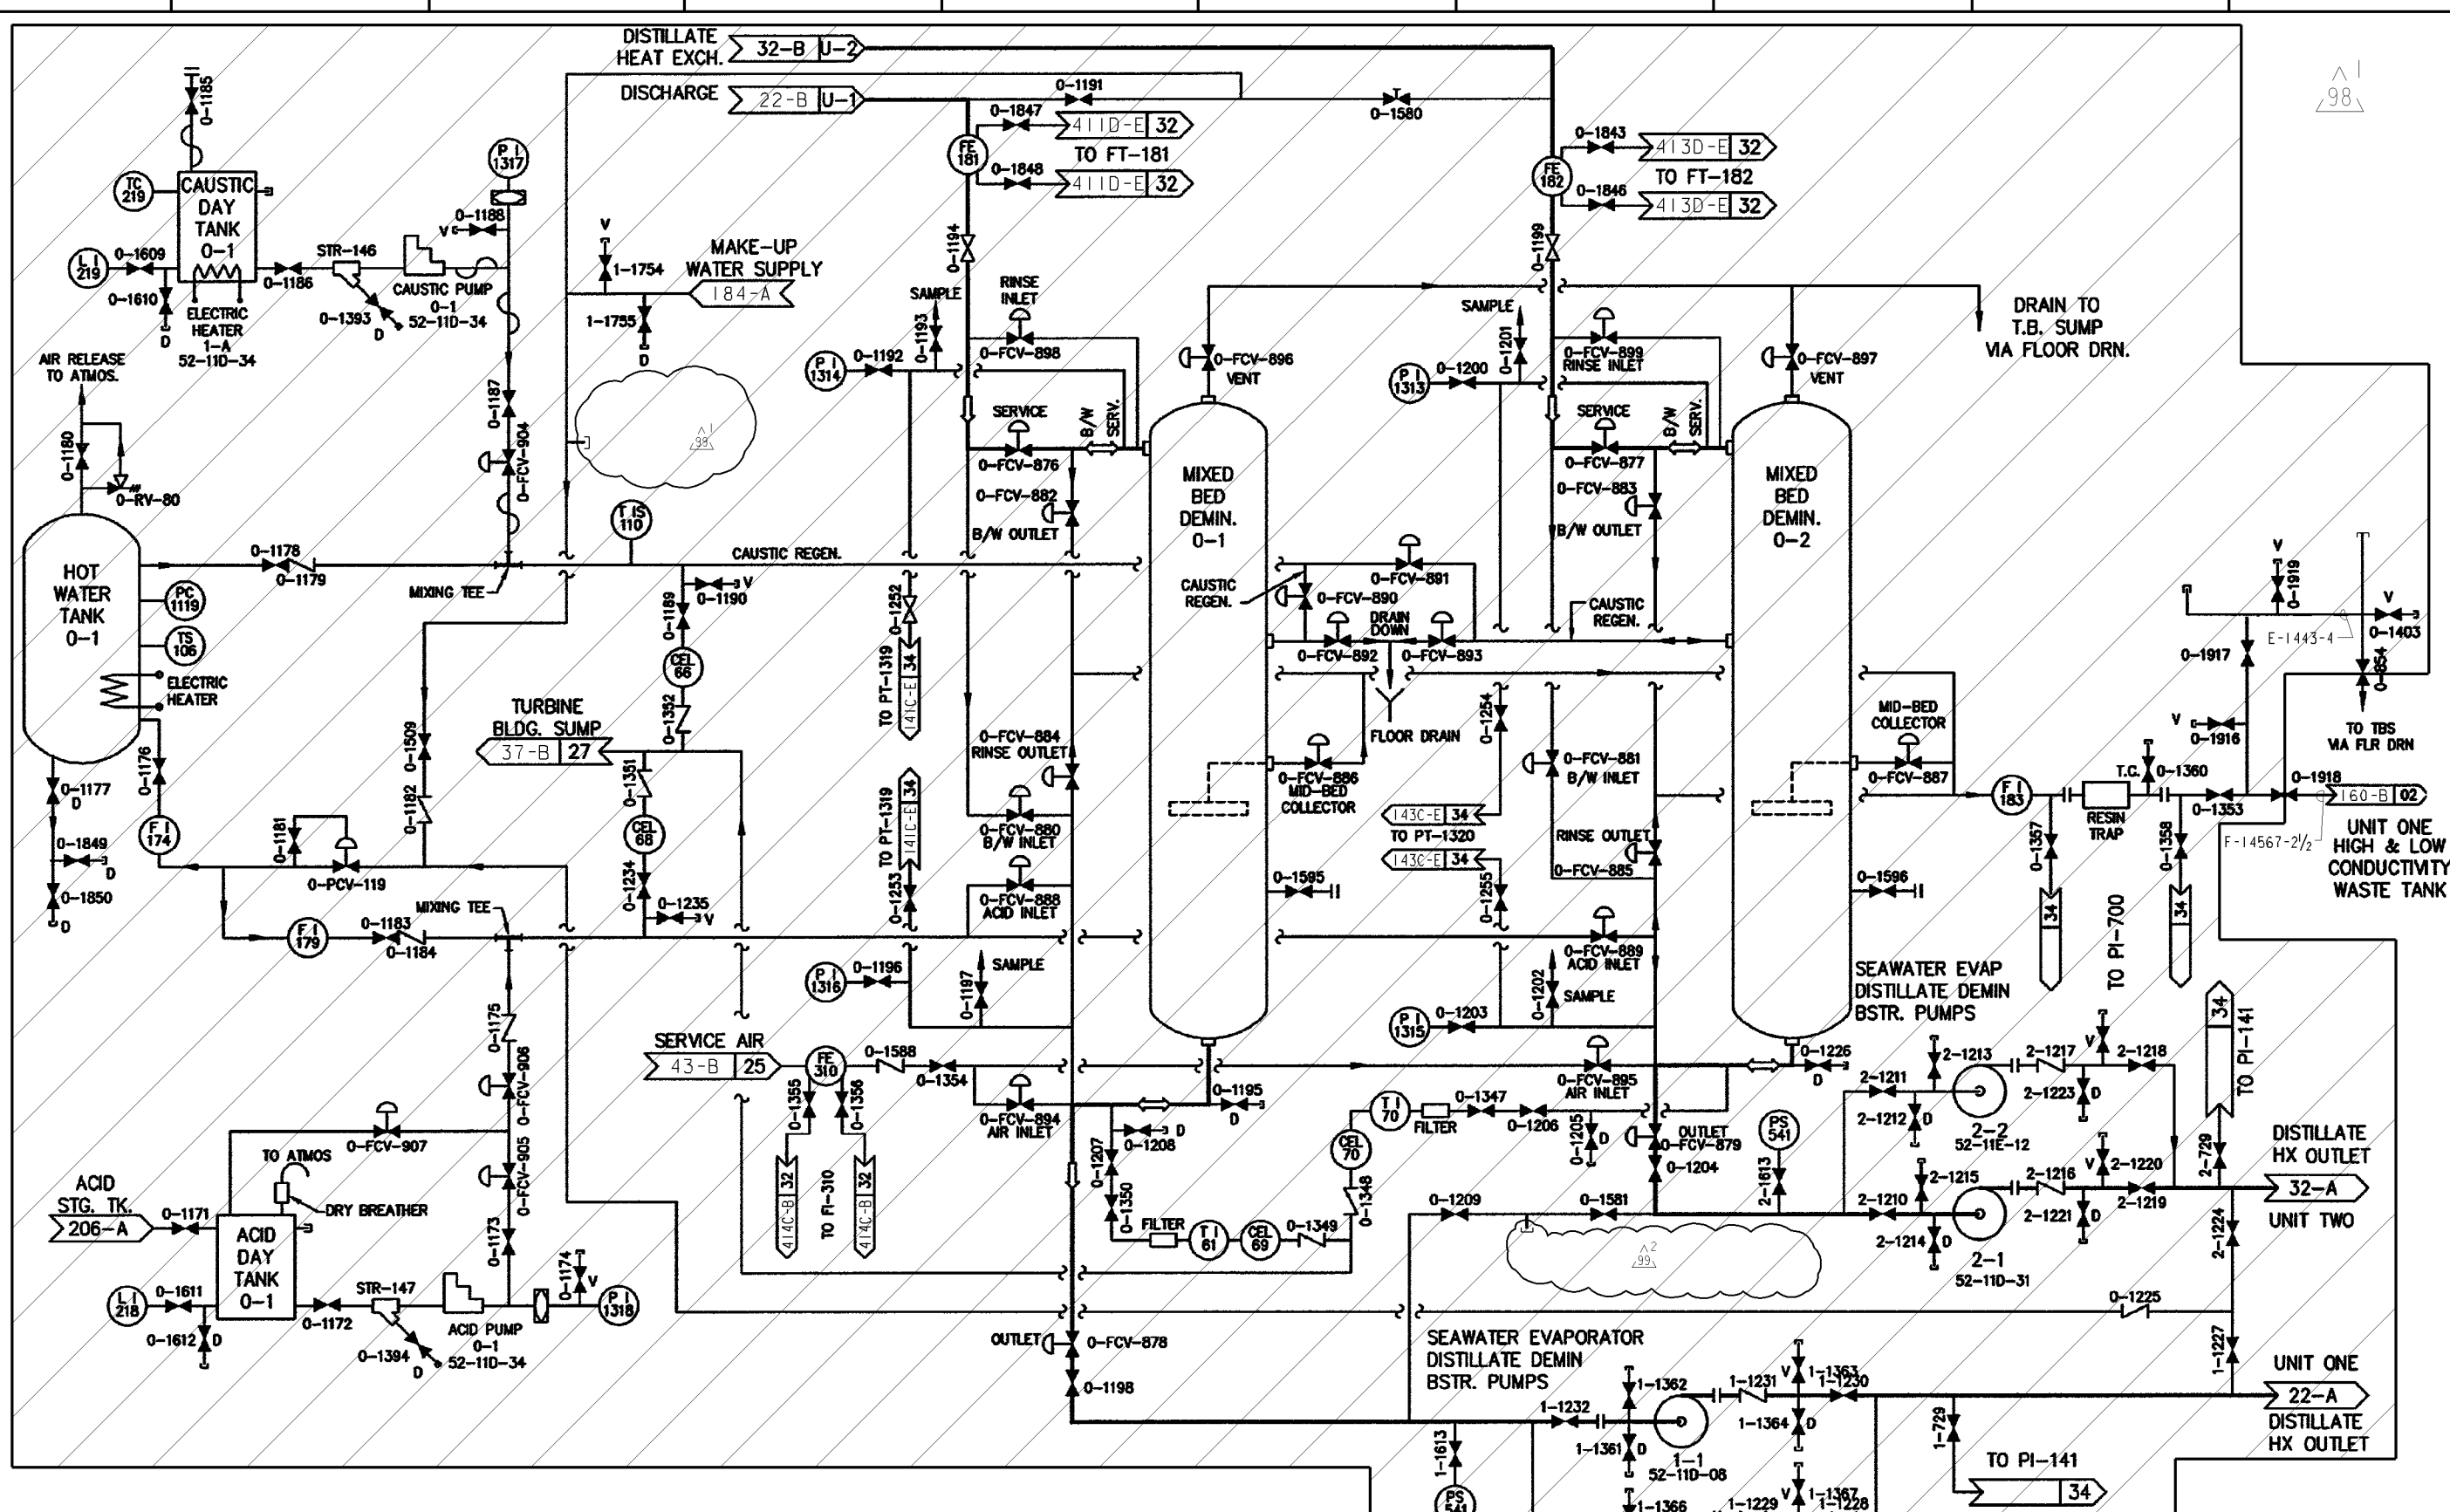 DISTILLATE
HEAT EXCH.
32-B U-2
DISCHARGE
22-B U-1
0-1191
0-1580
0-1847
411D-E 32
TO FT-181
0-1848
411D-E 32
FE 181
0-1843
413D-E 32
TO FT-182
0-1846
413D-E 32
FE 182
98 1
0-1185
TC 219
CAUSTIC
DAY
TANK
0-1
L I 219
0-1609
0-1610
D
ELECTRIC
HEATER
1-A
52-11D-34
0-1186
STR-146
0-1393
D
CAUSTIC PUMP
0-1
52-11D-34
P I 1317
0-1188
V
0-1187
0-FCV-904
V
1-1754
MAKE-UP
WATER SUPPLY
184-A
1-1755
D
99 1
0-1194
SAMPLE
0-1193
RINSE
INLET
0-FCV-898
P I 1314
0-1192
0-FCV-896
VENT
SERVICE
0-FCV-876
B/W
SERV.
0-FCV-882
B/W OUTLET
0-1199
SAMPLE
0-1201
0-FCV-899
RINSE INLET
P I 1313
0-1200
0-FCV-897
VENT
SERVICE
0-FCV-877
B/W
SERV.
0-FCV-883
B/W OUTLET
DRAIN TO
T.B. SUMP
VIA FLOOR DRN.
AIR RELEASE
TO ATMOS.
0-1180
0-RV-80
HOT
WATER
TANK
0-1
0-1178
0-1179
PC 1119
TS 106
ELECTRIC
HEATER
MIXING TEE
T IS 110
CAUSTIC REGEN.
0-1189
0-1190
V
CEL 66
0-1352
0-1252
TO PT-1319
141C-E 34
MIXED
BED
DEMIN.
0-1
CAUSTIC
REGEN.
0-FCV-891
0-FCV-890
DRAIN
DOWN
0-FCV-892
0-FCV-893
CAUSTIC
REGEN.
FLOOR DRAIN
MIXED
BED
DEMIN.
0-2
0-1254
TURBINE
BLDG. SUMP
37-B 27
0-1509
0-1182
0-1176
0-1177
D
0-1849
D
0-1850
D
F I 174
0-1181
0-PCV-119
0-1351
CEL 68
0-1234
0-1235
V
TO PT-1319
141C-E 34
0-1253
0-FCV-884
RINSE OUTLET
0-FCV-880
B/W INLET
0-FCV-888
ACID INLET
0-FCV-886
MID-BED
COLLECTOR
143C-E 34
TO PT-1320
143C-E 34
0-1255
0-1595
0-FCV-881
B/W INLET
RINSE OUTLET
0-FCV-885
0-FCV-889
ACID INLET
MID-BED
COLLECTOR
0-FCV-887
0-1596
F I 183
0-1357
34
RESIN
TRAP
T.C.
0-1360
0-1358
34
TO PI-700
0-1353
V
0-1916
0-1917
V
0-1919
V
0-1403
E-1443-4
0-854
TO TBS
VIA FLR DRN
0-1918
160-B 02
F-14567-2½
UNIT ONE
HIGH & LOW
CONDUCTIVITY
WASTE TANK
MIXING TEE
F I 179
0-1183
0-1184
0-1175
0-FCV-906
0-FCV-907
0-FCV-905
0-1173
TO ATMOS
DRY BREATHER
ACID
STG. TK.
206-A
0-1171
ACID
DAY
TANK
0-1
L I 218
0-1611
0-1612
D
0-1172
STR-147
0-1394
D
ACID PUMP
0-1
52-11D-34
0-1174
V
P I 1318
P I 1316
0-1196
0-1197
SAMPLE
SERVICE AIR
43-B 25
FE 310
0-1588
0-1354
0-1355
0-1356
414C-B 32
TO FI-310
414C-B 32
0-FCV-894
AIR INLET
0-1195
D
0-1207
0-1208
D
0-1350
FILTER
T I 61
CEL 69
0-1349
0-1348
CEL 70
T I 70
FILTER
0-1347
0-1206
0-1205
D
P I 1315
0-1203
0-1202
SAMPLE
0-FCV-895
AIR INLET
0-1226
D
OUTLET
0-FCV-879
0-1204
0-1209
0-1581
99 2
PS 541
2-1613
SEAWATER EVAP
DISTILLATE DEMIN
BSTR. PUMPS
2-1211
2-1212
D
2-1213
2-2
52-11E-12
2-1217
V
2-1218
2-1223
D
2-1210
2-1215
2-1214
D
2-1
52-11D-31
2-1216
V
2-1220
2-1221
D
2-1219
34
TO PI-141
2-729
DISTILLATE
HX OUTLET
32-A
UNIT TWO
2-1224
0-1225
1-1227
UNIT ONE
22-A
DISTILLATE
HX OUTLET
OUTLET
0-FCV-878
0-1198
SEAWATER EVAPORATOR
DISTILLATE DEMIN
BSTR. PUMPS
1-1613
PS 541
1-1232
1-1362
1-1361
D
1-1
52-11D-08
1-1231
V
1-1363
1-1230
1-1364
D
1-729
TO PI-141
34
1-1366
1-1229
V
1-1367
1-1228